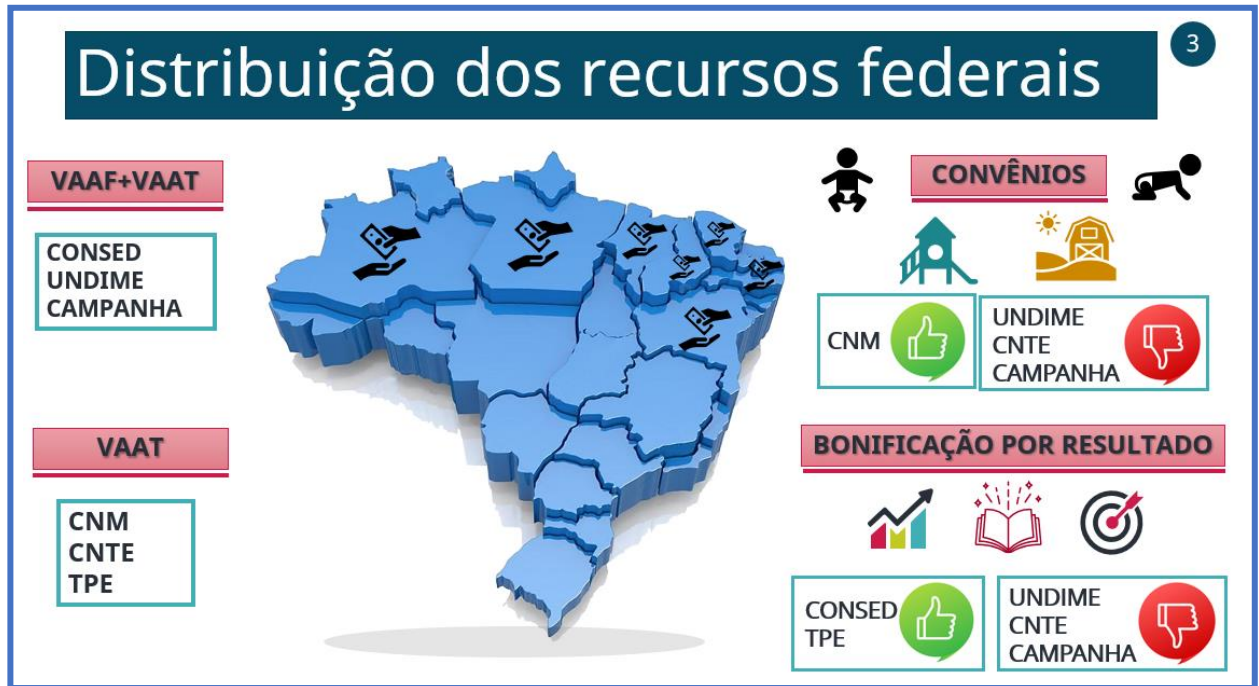 Distribuição dos recursos federais
3
VAAF+VAAT
CONSED
UNDIME
CAMPANHA
VAAT
CNM
CNTE
TPE
CONVÊNIOS
CNM
UNDIME
CNTE
CAMPANHA
BONIFICAÇÃO POR RESULTADO
CONSED
TPE
UNDIME
CNTE
CAMPANHA